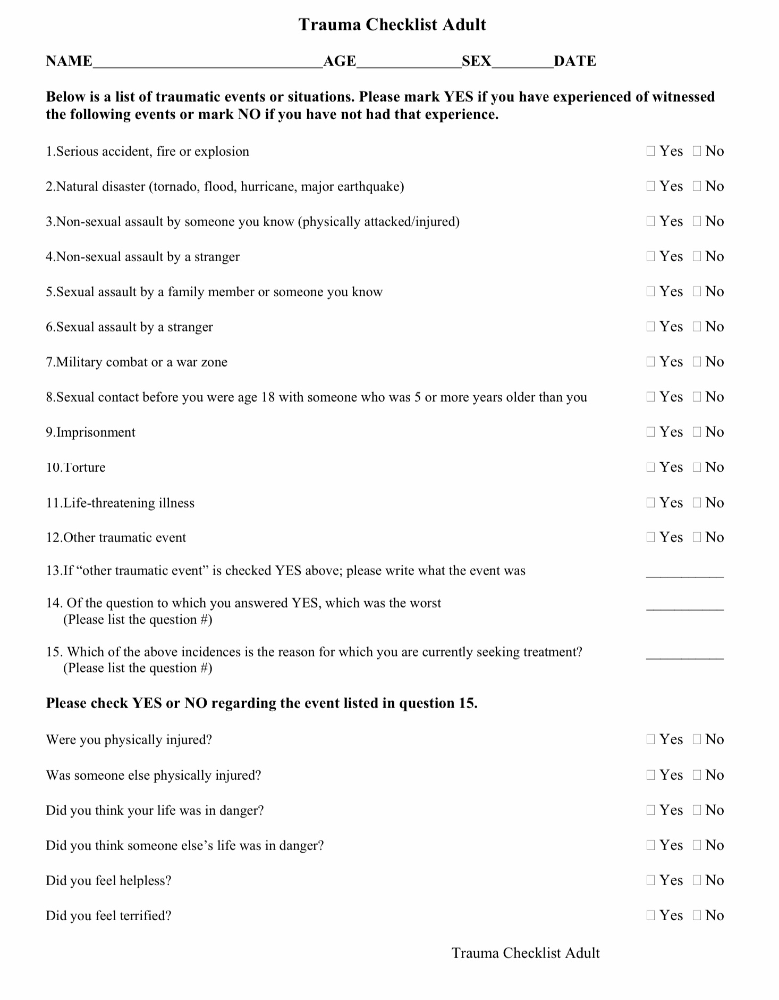 Trauma Checklist Adult
NAME______________________________AGE______________SEX________DATE
Below is a list of traumatic events or situations. Please mark YES if you have experienced of witnessed
the following events or mark NO if you have not had that experience.
1.Serious accident, fire or explosion □ Yes □ No
2.Natural disaster (tornado, flood, hurricane, major earthquake) □ Yes □ No
3.Non-sexual assault by someone you know (physically attacked/injured) □ Yes □ No
4.Non-sexual assault by a stranger □ Yes □ No
5.Sexual assault by a family member or someone you know □ Yes □ No
6.Sexual assault by a stranger □ Yes □ No
7.Military combat or a war zone □ Yes □ No
8.Sexual contact before you were age 18 with someone who was 5 or more years older than you □ Yes □ No
9.Imprisonment □ Yes □ No
10.Torture □ Yes □ No
11.Life-threatening illness □ Yes □ No
12.Other traumatic event □ Yes □ No
13.If “other traumatic event” is checked YES above; please write what the event was __________
14. Of the question to which you answered YES, which was the worst __________
(Please list the question #)
15. Which of the above incidences is the reason for which you are currently seeking treatment? __________
(Please list the question #)
Please check YES or NO regarding the event listed in question 15.
Were you physically injured? □ Yes □ No
Was someone else physically injured? □ Yes □ No
Did you think your life was in danger? □ Yes □ No
Did you think someone else’s life was in danger? □ Yes □ No
Did you feel helpless? □ Yes □ No
Did you feel terrified? □ Yes □ No
Trauma Checklist Adult